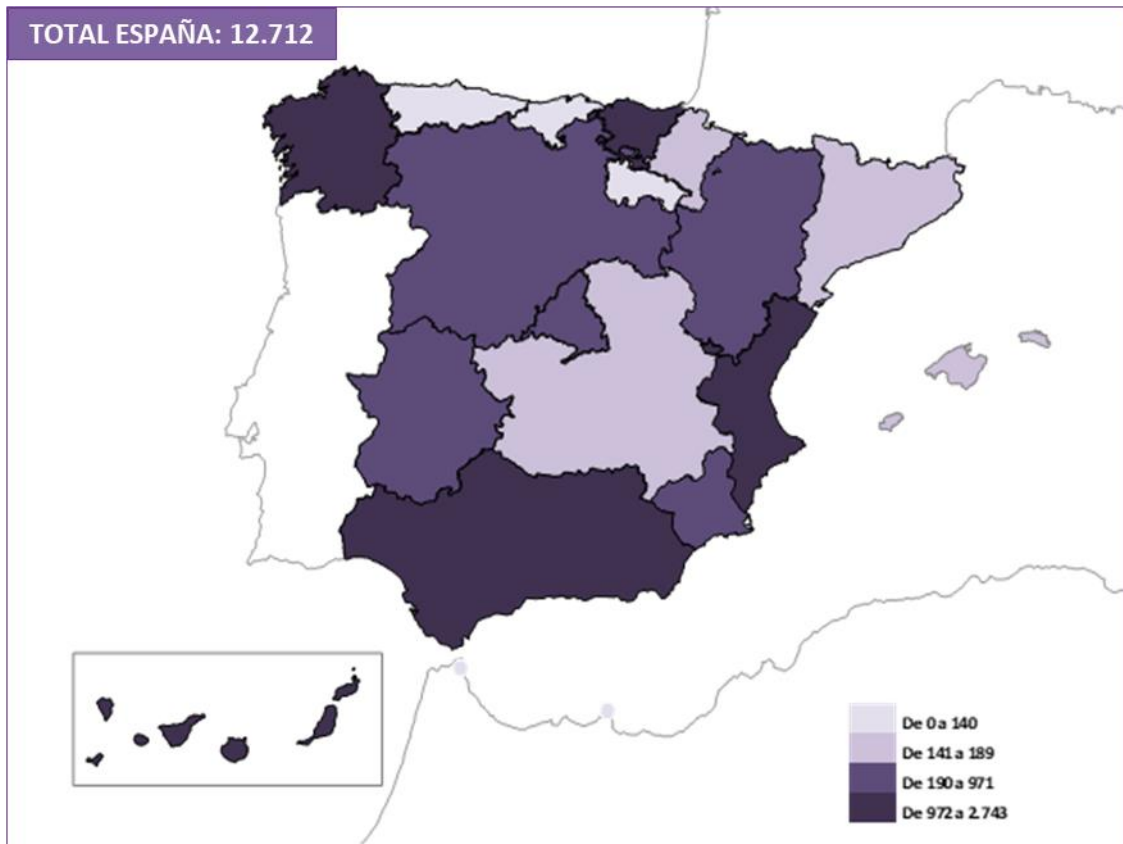 TOTAL ESPAÑA: 12.712
De 0 a 140
De 141 a 189
De 190 a 971
De 972 a 2.743